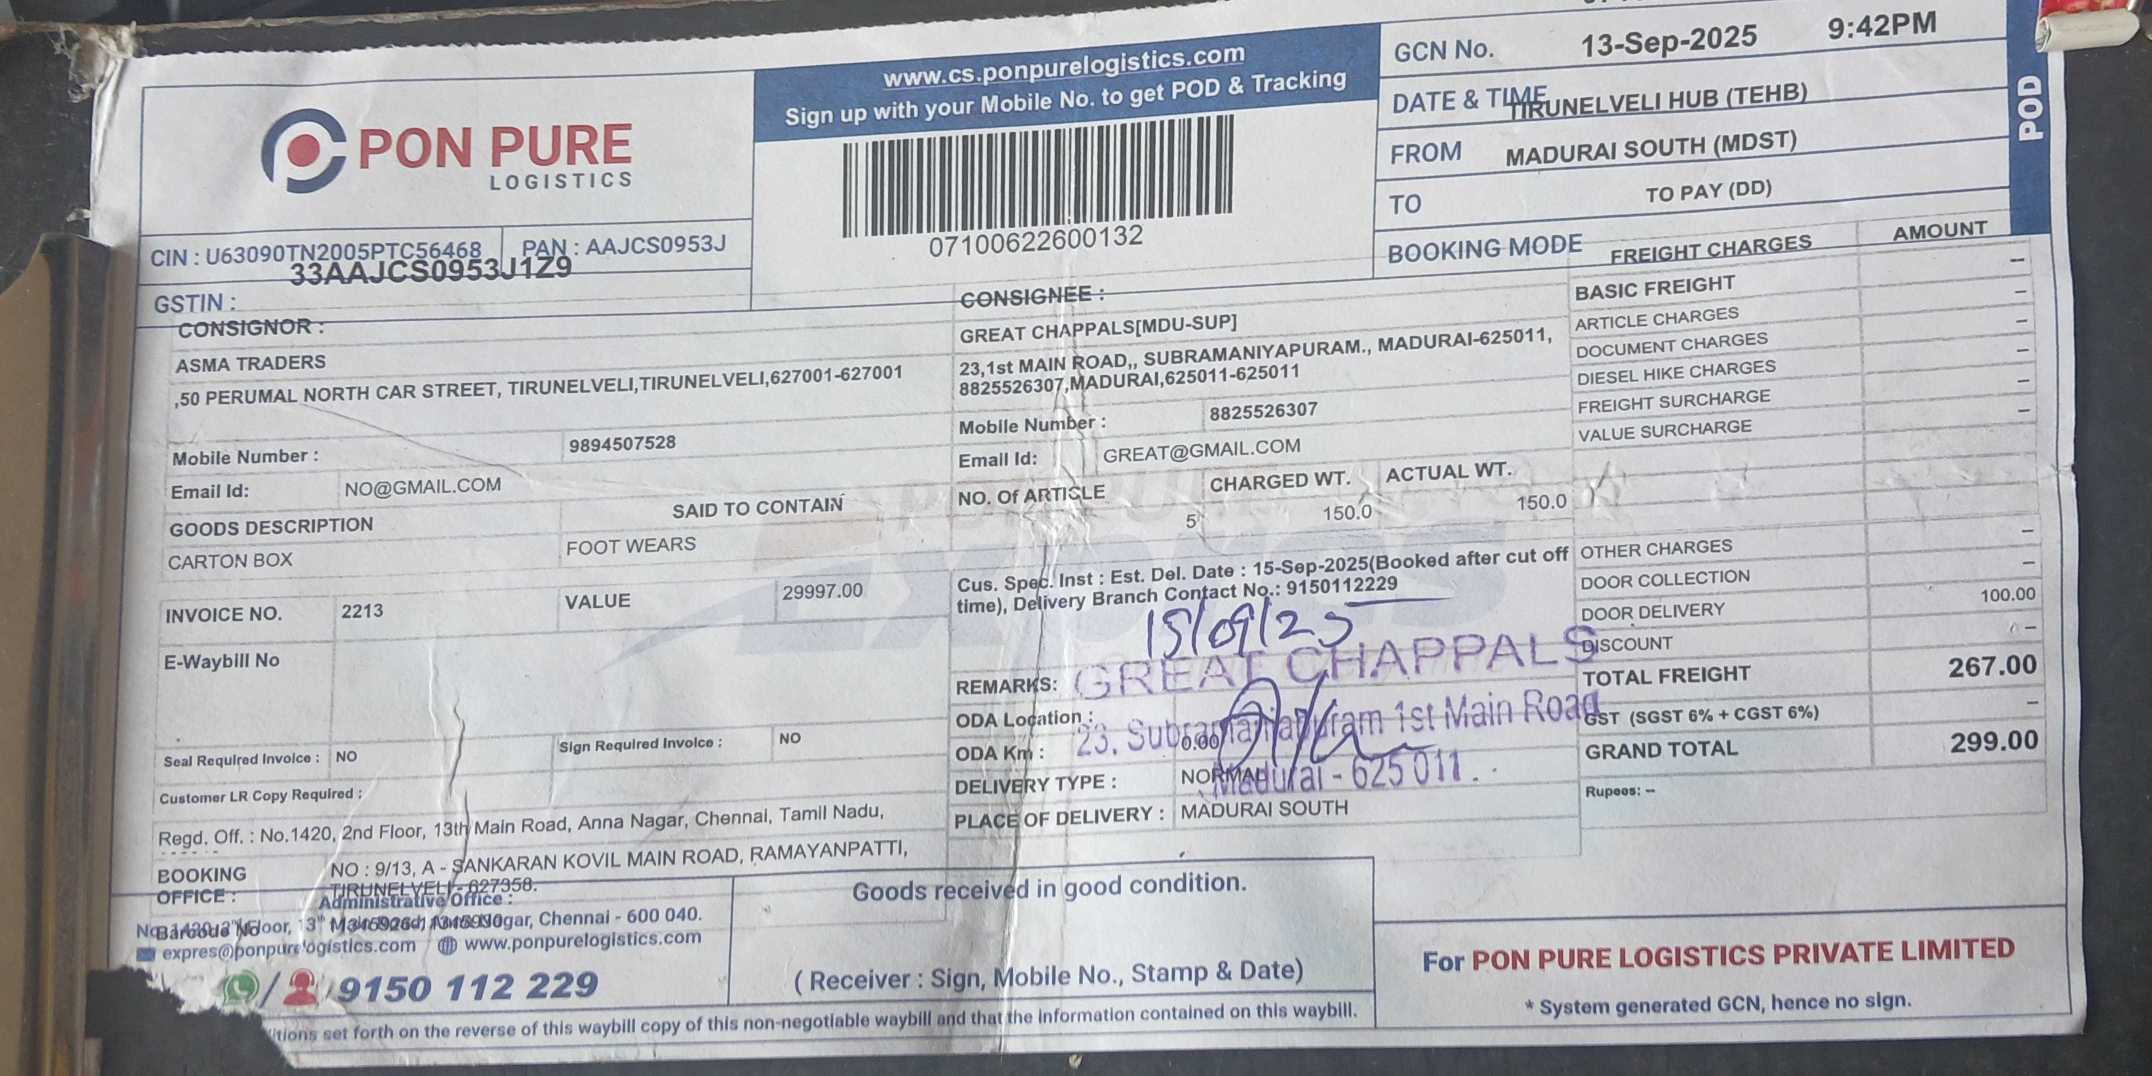 PON PURE
LOGISTICS
CIN : U63090TN2005PTC56468 PAN : AAJCS0953J
33AAJCS0953J1Z9
GSTIN :
www.cs.ponpurelogistics.com
Sign up with your Mobile No. to get POD & Tracking
07100622600132
GCN No. 13-Sep-2025 9:42PM
DATE & TIME TIRUNELVELI HUB (TEHB)
FROM MADURAI SOUTH (MDST)
TO TO PAY (DD)
BOOKING MODE
POD
CONSIGNOR :
ASMA TRADERS
,50 PERUMAL NORTH CAR STREET, TIRUNELVELI,TIRUNELVELI,627001-627001
Mobile Number : 9894507528
Email Id: NO@GMAIL.COM
GOODS DESCRIPTION SAID TO CONTAIN
CARTON BOX FOOT WEARS
INVOICE NO. 2213 VALUE 29997.00
E-Waybill No
Seal Required Invoice : NO Sign Required Invoice : NO
Customer LR Copy Required :
Regd. Off. : No.1420, 2nd Floor, 13th Main Road, Anna Nagar, Chennai, Tamil Nadu,
BOOKING OFFICE : NO : 9/13, A - SANKARAN KOVIL MAIN ROAD, RAMAYANPATTI,
TIRUNELVELI - 627358.
CONSIGNEE :
GREAT CHAPPALS[MDU-SUP]
23,1st MAIN ROAD,, SUBRAMANIYAPURAM., MADURAI-625011,
8825526307,MADURAI,625011-625011
Mobile Number : 8825526307
Email Id: GREAT@GMAIL.COM
NO. Of ARTICLE CHARGED WT. ACTUAL WT.
5 150.0 150.0
Cus. Spec. Inst : Est. Del. Date : 15-Sep-2025(Booked after cut off
time), Delivery Branch Contact No.: 9150112229
15/09/25
GREAT CHAPPALS
REMARKS:
ODA Location :
23, Subramaniapuram 1st Main Road
ODA Km : 0.00
Madurai - 625 011.
DELIVERY TYPE : NORMAL
PLACE OF DELIVERY : MADURAI SOUTH
FREIGHT CHARGES AMOUNT
BASIC FREIGHT –
ARTICLE CHARGES –
DOCUMENT CHARGES –
DIESEL HIKE CHARGES –
FREIGHT SURCHARGE –
VALUE SURCHARGE –
OTHER CHARGES –
DOOR COLLECTION –
DOOR DELIVERY 100.00
DISCOUNT –
TOTAL FREIGHT 267.00
GST (SGST 6% + CGST 6%) –
GRAND TOTAL 299.00
Rupees: –
Administrative Office :
Floor, 13th Main Road, Anna Nagar, Chennai - 600 040.
Barcode No
expres@ponpurelogistics.com www.ponpurelogistics.com
9150 112 229
Goods received in good condition.
( Receiver : Sign, Mobile No., Stamp & Date)
For PON PURE LOGISTICS PRIVATE LIMITED
* System generated GCN, hence no sign.
set forth on the reverse of this waybill copy of this non-negotiable waybill and that the information contained on this waybill.